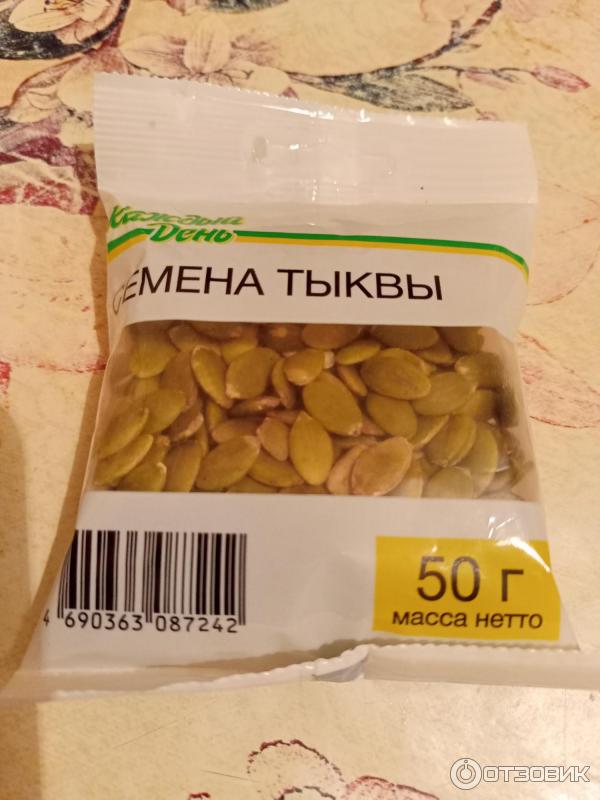 Каждый
День
СЕМЕНА ТЫКВЫ
50 г
масса нетто
4 690363 087242
ОТЗОВИК